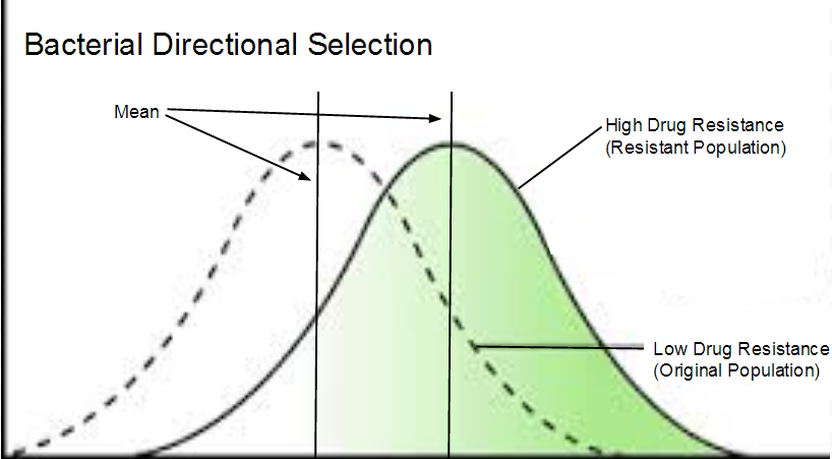 Bacterial Directional Selection
Mean
High Drug Resistance
(Resistant Population)
Low Drug Resistance
(Original Population)